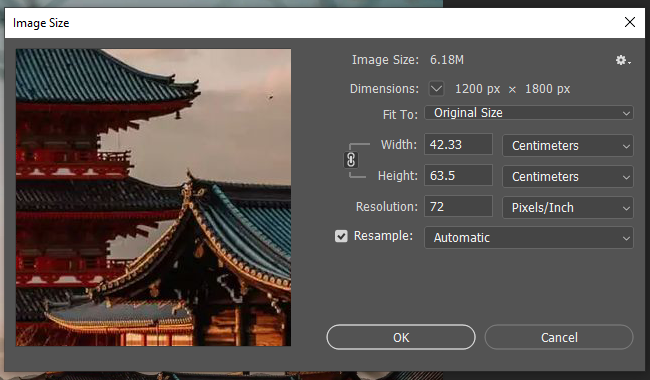 Image Size
Image Size: 6.18M
Dimensions: 1200 px × 1800 px
Fit To: Original Size
Width: 42.33 Centimeters
Height: 63.5 Centimeters
Resolution: 72 Pixels/Inch
Resample: Automatic
OK Cancel